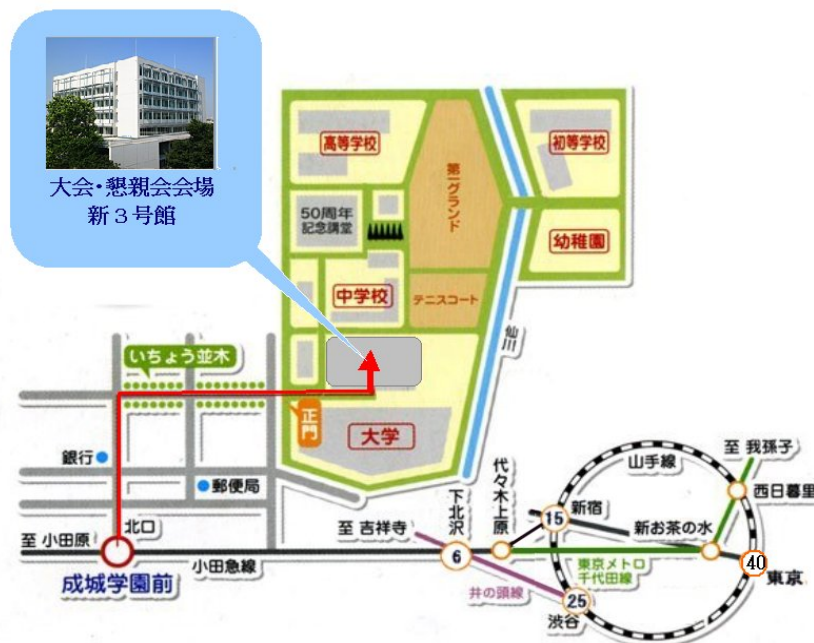 大会・懇親会会場
新３号館
高等学校
初等学校
第一グランド
50周年
記念講堂
幼稚園
中学校
テニスコート
仙川
いちょう並木
正門
大学
銀行
郵便局
北口
至 小田原
成城学園前
小田急線
至 吉祥寺
下北沢
6
代々木上原
15
新宿
山手線
至 我孫子
西日暮里
新お茶の水
東京メトロ
千代田線
40
東京
井の頭線
25
渋谷